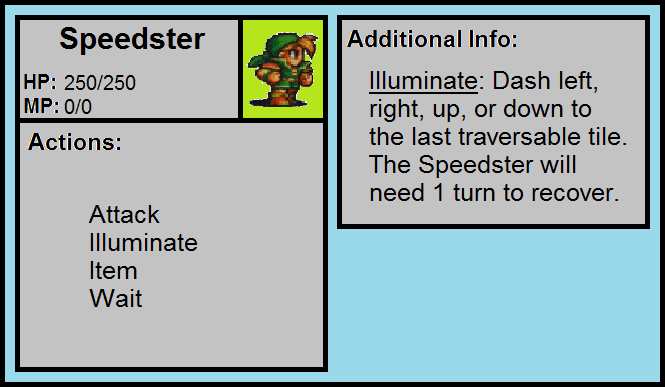 Speedster
HP: 250/250
MP: 0/0
Actions:
Attack
Illuminate
Item
Wait
Additional Info:
Illuminate: Dash left,
right, up, or down to
the last traversable tile.
The Speedster will
need 1 turn to recover.